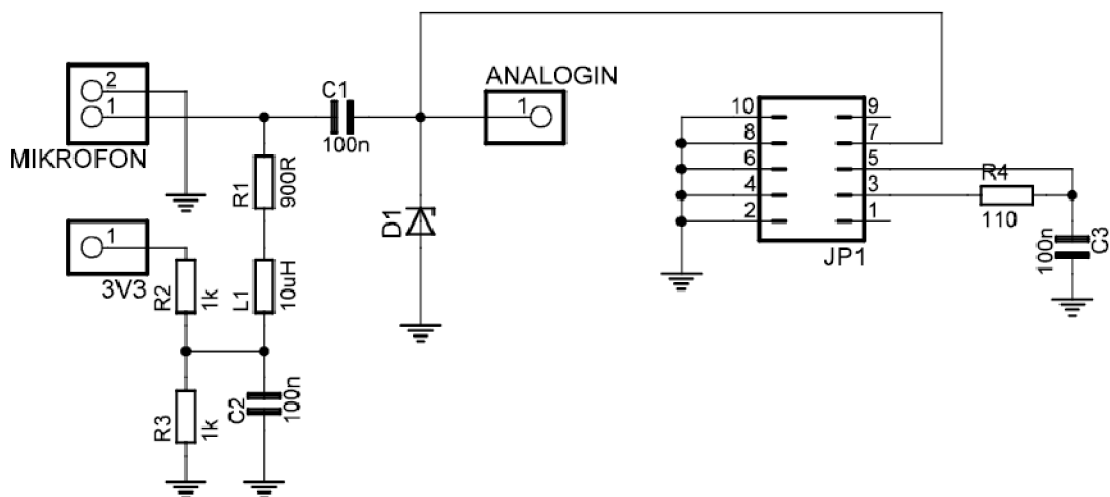 MIKROFON
2
1
3V3
1
R1
900R
L1
10uH
R2
1k
R3
1k
C2
100n
C1
100n
D1
ANALOGIN
1
JP1
10
9
8
7
6
5
4
3
2
1
R4
110
C3
100n